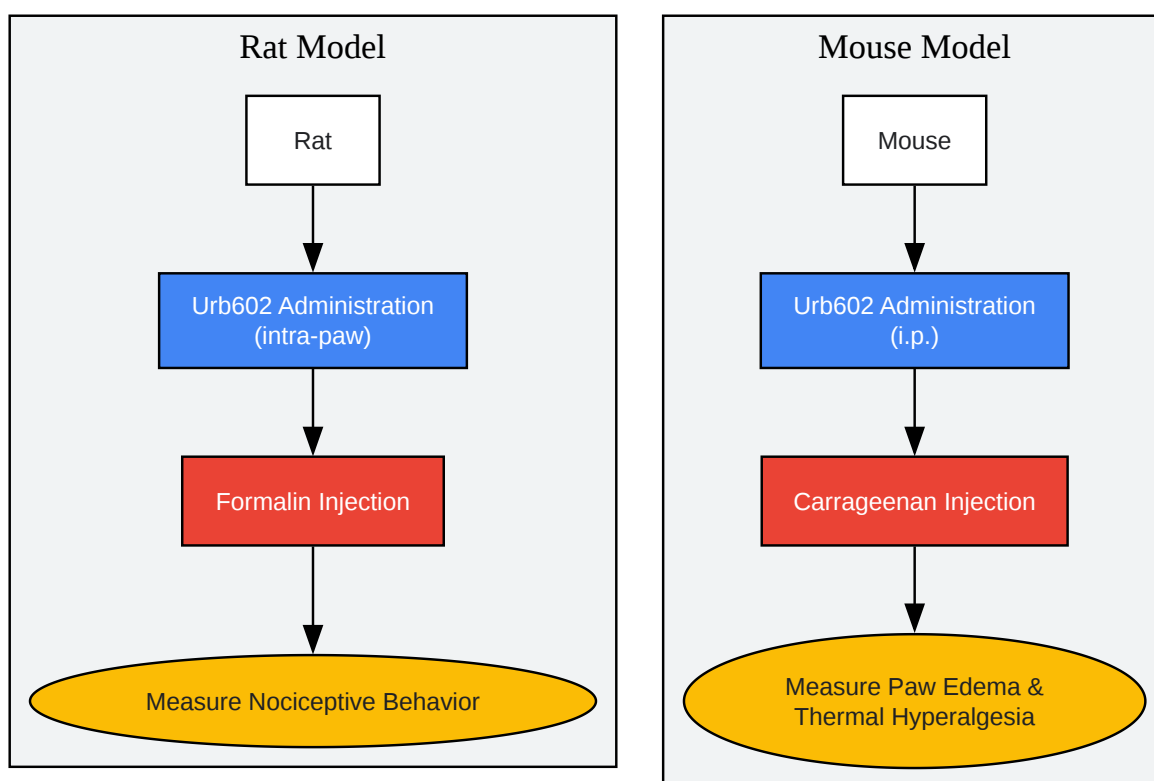 Rat Model
Rat
Urb602 Administration
(intra-paw)
Formalin Injection
Measure Nociceptive Behavior
Mouse Model
Mouse
Urb602 Administration
(i.p.)
Carrageenan Injection
Measure Paw Edema &
Thermal Hyperalgesia